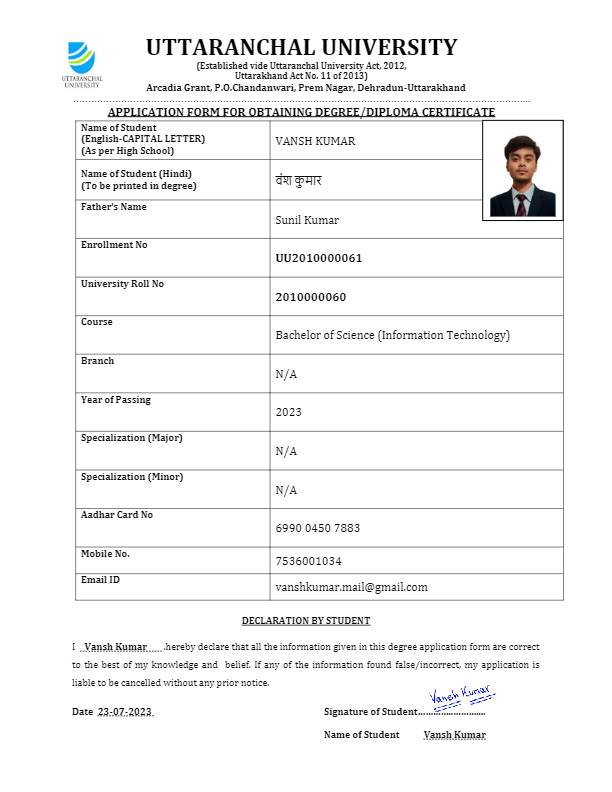 UTTARANCHAL UNIVERSITY
UTTARANCHAL
UNIVERSITY
(Established vide Uttaranchal University Act, 2012,
Uttarakhand Act No. 11 of 2013)
Arcadia Grant, P.O.Chandanwari, Prem Nagar, Dehradun-Uttarakhand
APPLICATION FORM FOR OBTAINING DEGREE/DIPLOMA CERTIFICATE
Name of Student
(English-CAPITAL LETTER)
(As per High School)
VANSH KUMAR
Name of Student (Hindi)
(To be printed in degree)
वंश कुमार
Father's Name
Sunil Kumar
Enrollment No
UU2010000061
University Roll No
2010000060
Course
Bachelor of Science (Information Technology)
Branch
N/A
Year of Passing
2023
Specialization (Major)
N/A
Specialization (Minor)
N/A
Aadhar Card No
6990 0450 7883
Mobile No.
7536001034
Email ID
vanshkumar.mail@gmail.com
DECLARATION BY STUDENT
I Vansh Kumar ......hereby declare that all the information given in this degree application form are correct
to the best of my knowledge and belief. If any of the information found false/incorrect, my application is
liable to be cancelled without any prior notice.
Vansh Kumar
Date 23-07-2023 Signature of Student........................
Name of Student Vansh Kumar